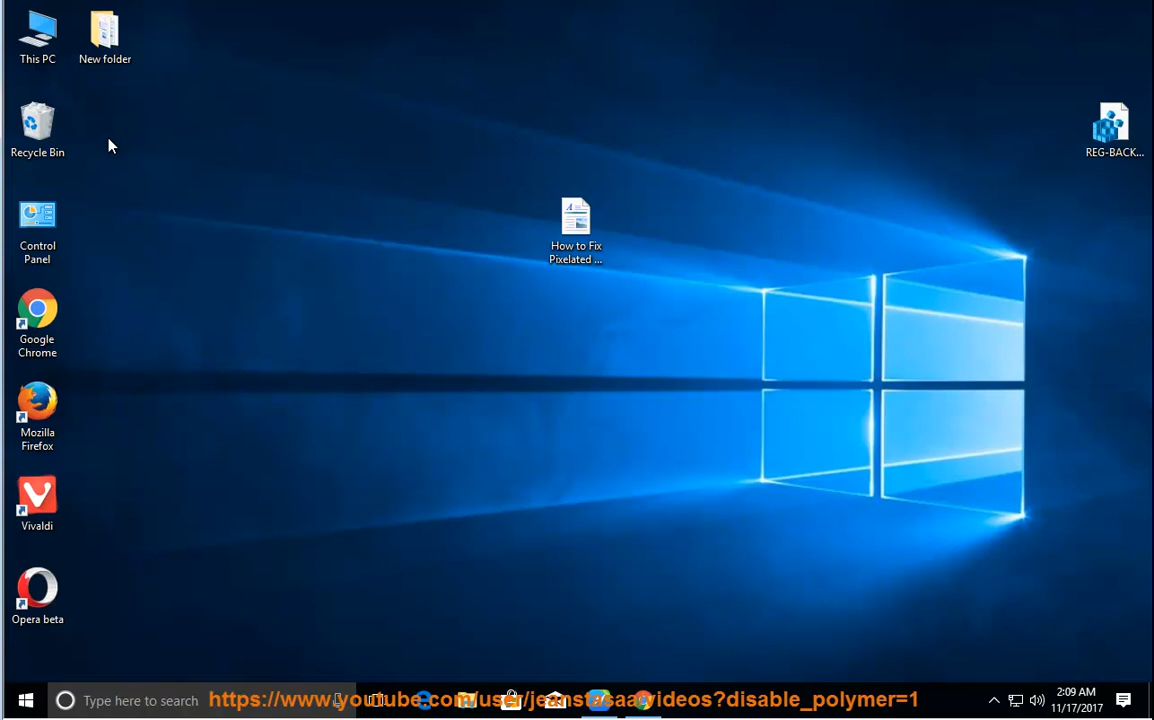 This PC
New folder
Recycle Bin
REG-BACK...
Control
Panel
How to Fix
Pixelated ...
Google
Chrome
Mozilla
Firefox
Vivaldi
Opera beta
Type here to search
https://www.youtube.com/user/jeanstasaavideos?disable_polymer=1
2:09 AM
11/17/2017